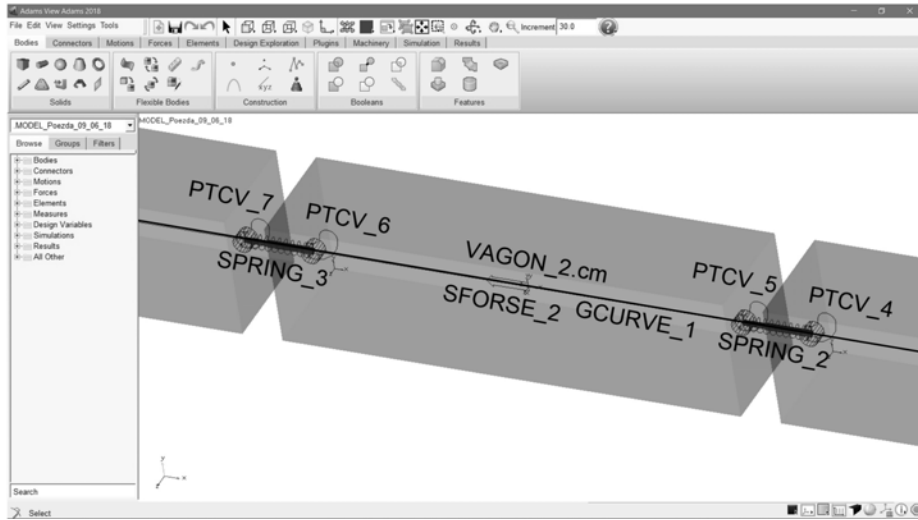 Adams View Adams 2018
File Edit View Settings Tools
Increment 30.0
Bodies Connectors Motions Forces Elements Design Exploration Plugins Machinery Simulation Results
Solids Flexible Bodies Construction Booleans Features
.MODEL_Poezda_09_06_18
MODEL_Poezda_09_06_18
Browse Groups Filters
Bodies
Connectors
Motions
Forces
Elements
Measures
Design Variables
Simulations
Results
All Other
PTCV_7
PTCV_6
SPRING_3
VAGON_2.cm
SFORSE_2
GCURVE_1
PTCV_5
PTCV_4
SPRING_2
y
x
z
Search
Select